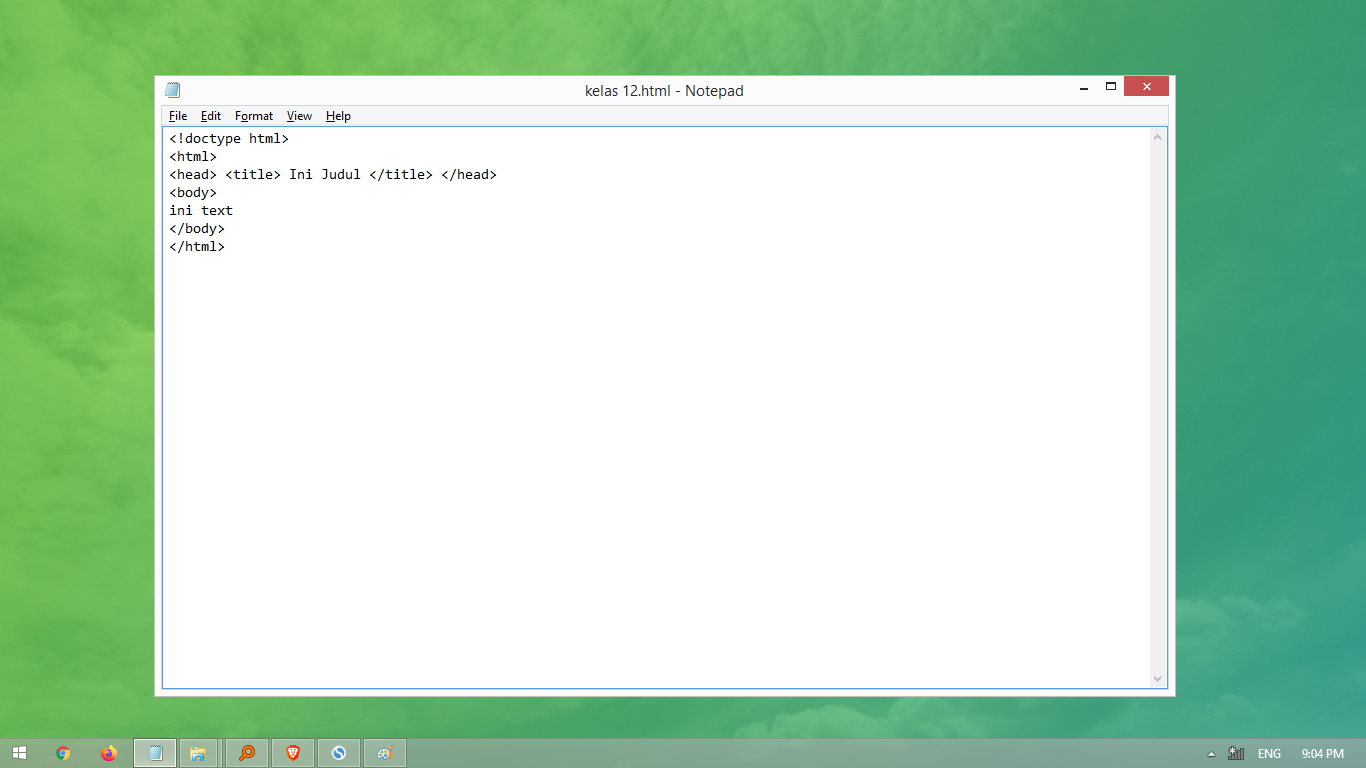 kelas 12.html - Notepad
File Edit Format View Help
<!doctype html>
<html>
<head> <title> Ini Judul </title> </head>
<body>
ini text
</body>
</html>
ENG 9:04 PM